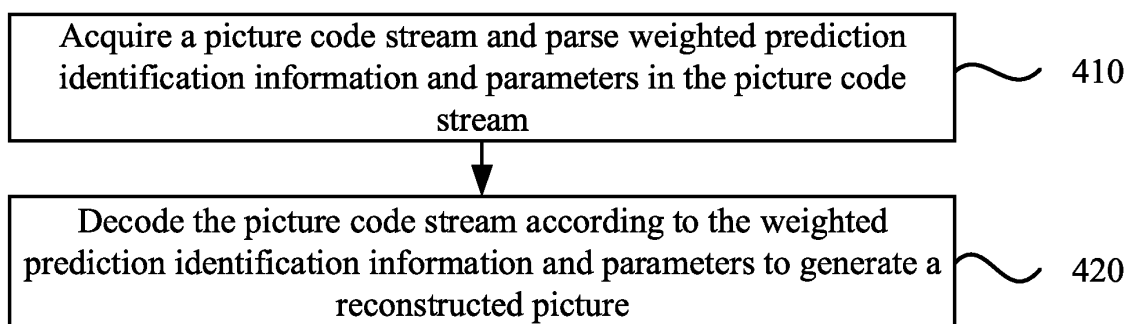 Acquire a picture code stream and parse weighted prediction
identification information and parameters in the picture code
stream
410
Decode the picture code stream according to the weighted
prediction identification information and parameters to generate a
reconstructed picture
420